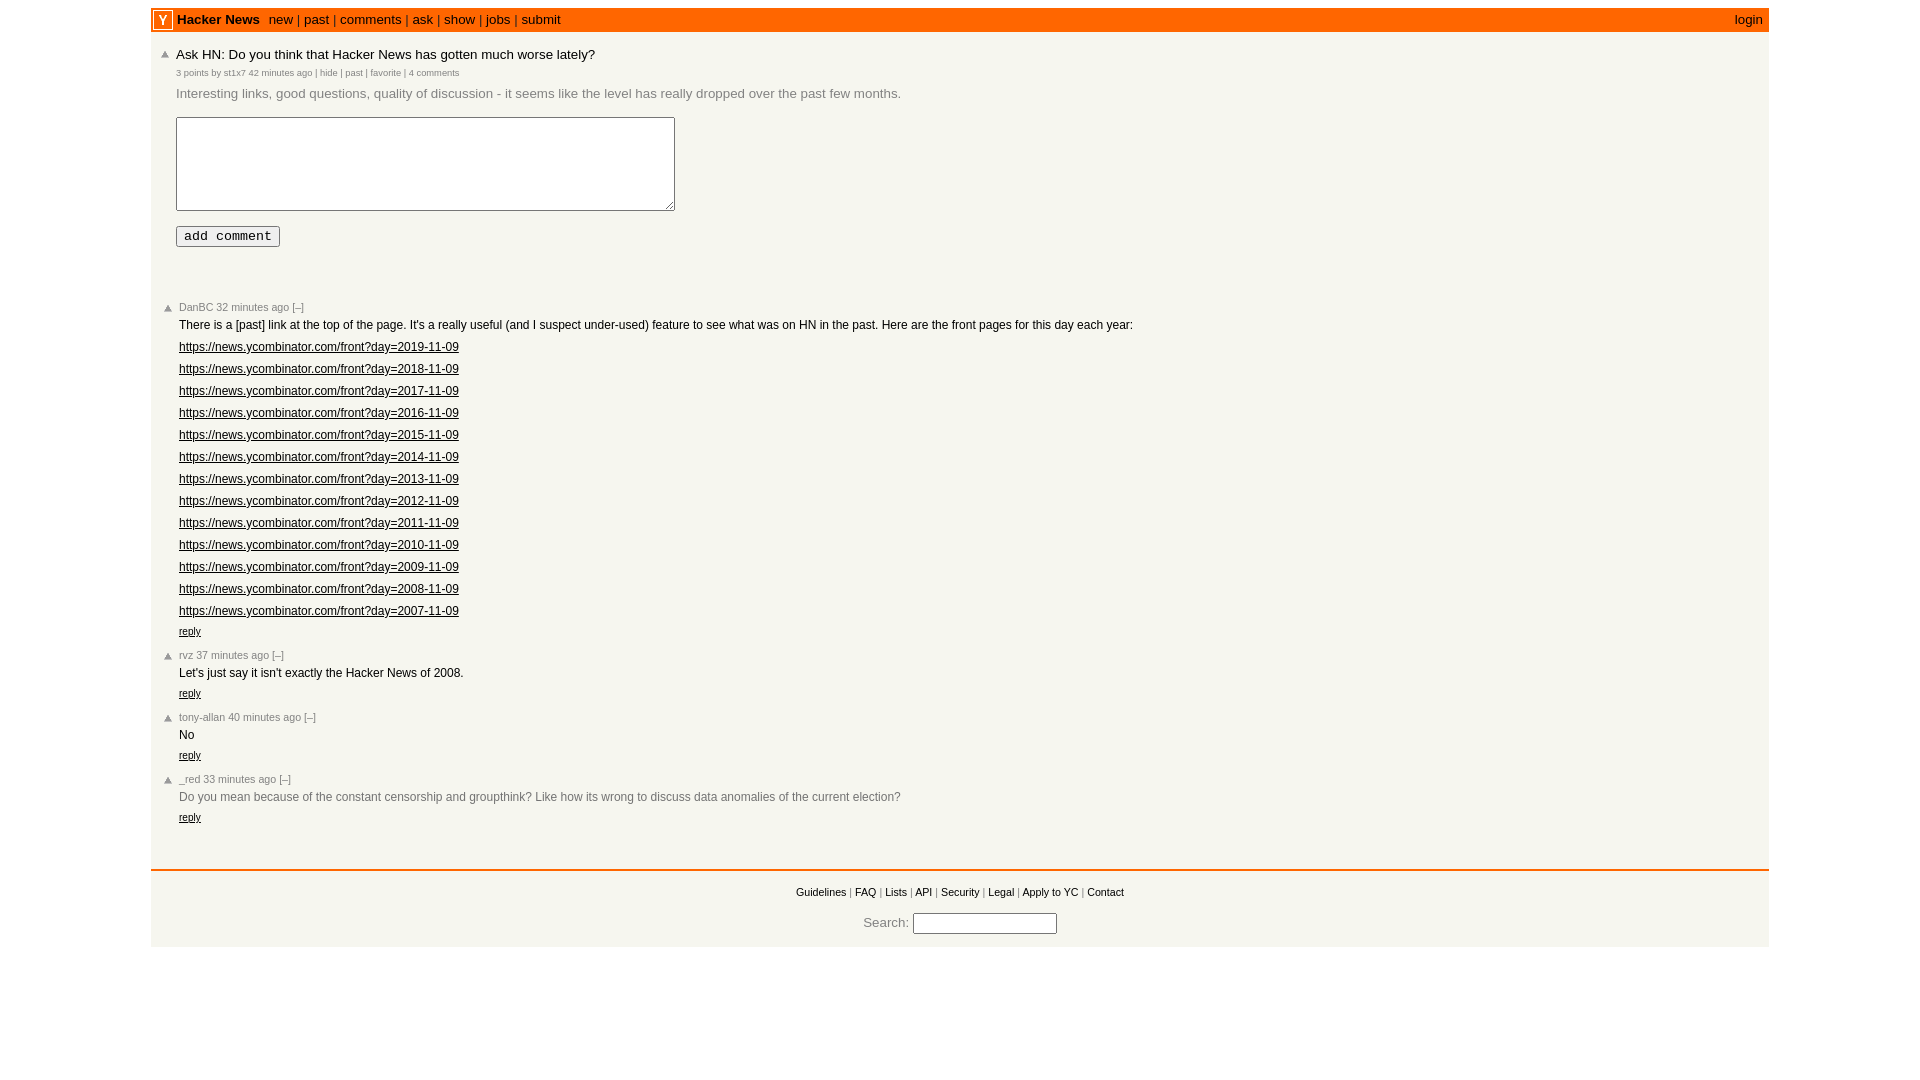 Y Hacker News new | past | comments | ask | show | jobs | submit login
Ask HN: Do you think that Hacker News has gotten much worse lately?
3 points by st1x7 42 minutes ago | hide | past | favorite | 4 comments
Interesting links, good questions, quality of discussion - it seems like the level has really dropped over the past few months.
add comment
DanBC 32 minutes ago [–]
There is a [past] link at the top of the page. It's a really useful (and I suspect under-used) feature to see what was on HN in the past. Here are the front pages for this day each year:
https://news.ycombinator.com/front?day=2019-11-09
https://news.ycombinator.com/front?day=2018-11-09
https://news.ycombinator.com/front?day=2017-11-09
https://news.ycombinator.com/front?day=2016-11-09
https://news.ycombinator.com/front?day=2015-11-09
https://news.ycombinator.com/front?day=2014-11-09
https://news.ycombinator.com/front?day=2013-11-09
https://news.ycombinator.com/front?day=2012-11-09
https://news.ycombinator.com/front?day=2011-11-09
https://news.ycombinator.com/front?day=2010-11-09
https://news.ycombinator.com/front?day=2009-11-09
https://news.ycombinator.com/front?day=2008-11-09
https://news.ycombinator.com/front?day=2007-11-09
reply
rvz 37 minutes ago [–]
Let's just say it isn't exactly the Hacker News of 2008.
reply
tony-allan 40 minutes ago [–]
No
reply
_red 33 minutes ago [–]
Do you mean because of the constant censorship and groupthink? Like how its wrong to discuss data anomalies of the current election?
reply
Guidelines | FAQ | Lists | API | Security | Legal | Apply to YC | Contact
Search: